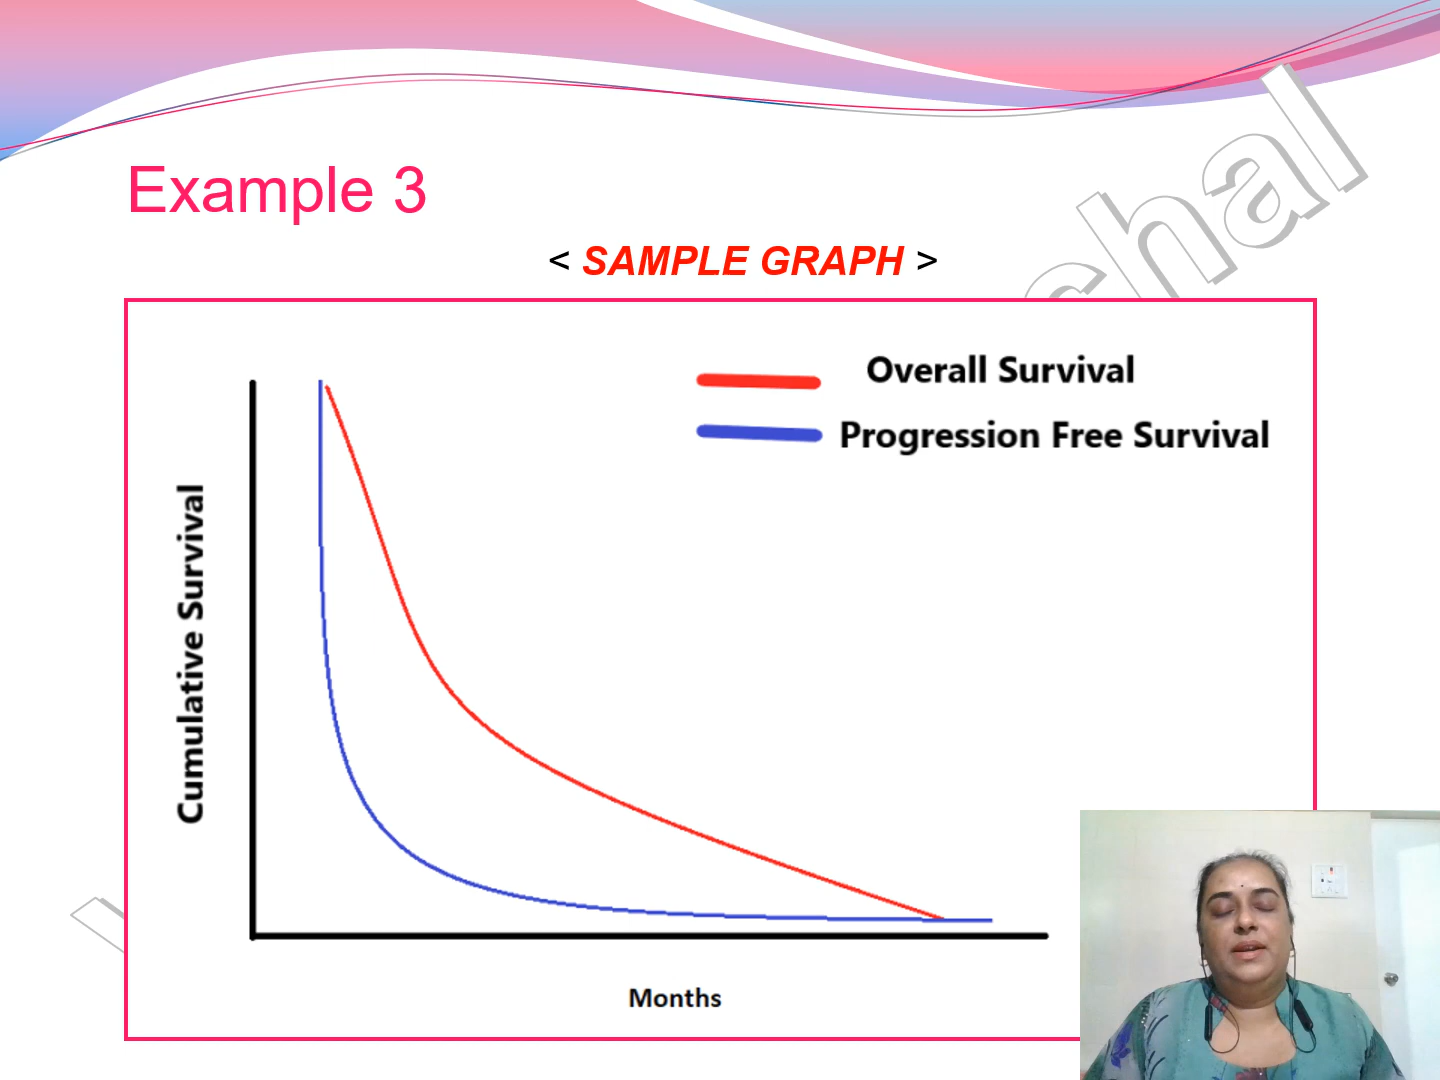 Example 3
< SAMPLE GRAPH >
Overall Survival
Progression Free Survival
Cumulative Survival
Months